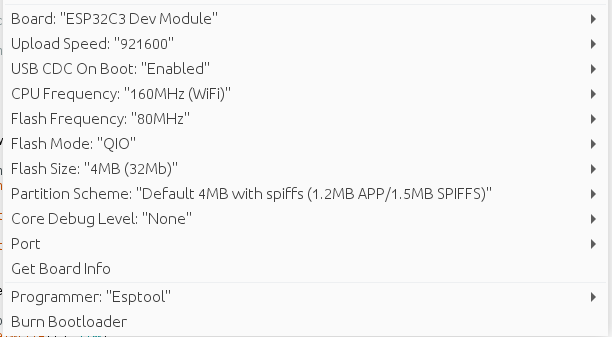 Board: "ESP32C3 Dev Module"
Upload Speed: "921600"
USB CDC On Boot: "Enabled"
CPU Frequency: "160MHz (WiFi)"
Flash Frequency: "80MHz"
Flash Mode: "QIO"
Flash Size: "4MB (32Mb)"
Partition Scheme: "Default 4MB with spiffs (1.2MB APP/1.5MB SPIFFS)"
Core Debug Level: "None"
Port
Get Board Info
Programmer: "Esptool"
Burn Bootloader